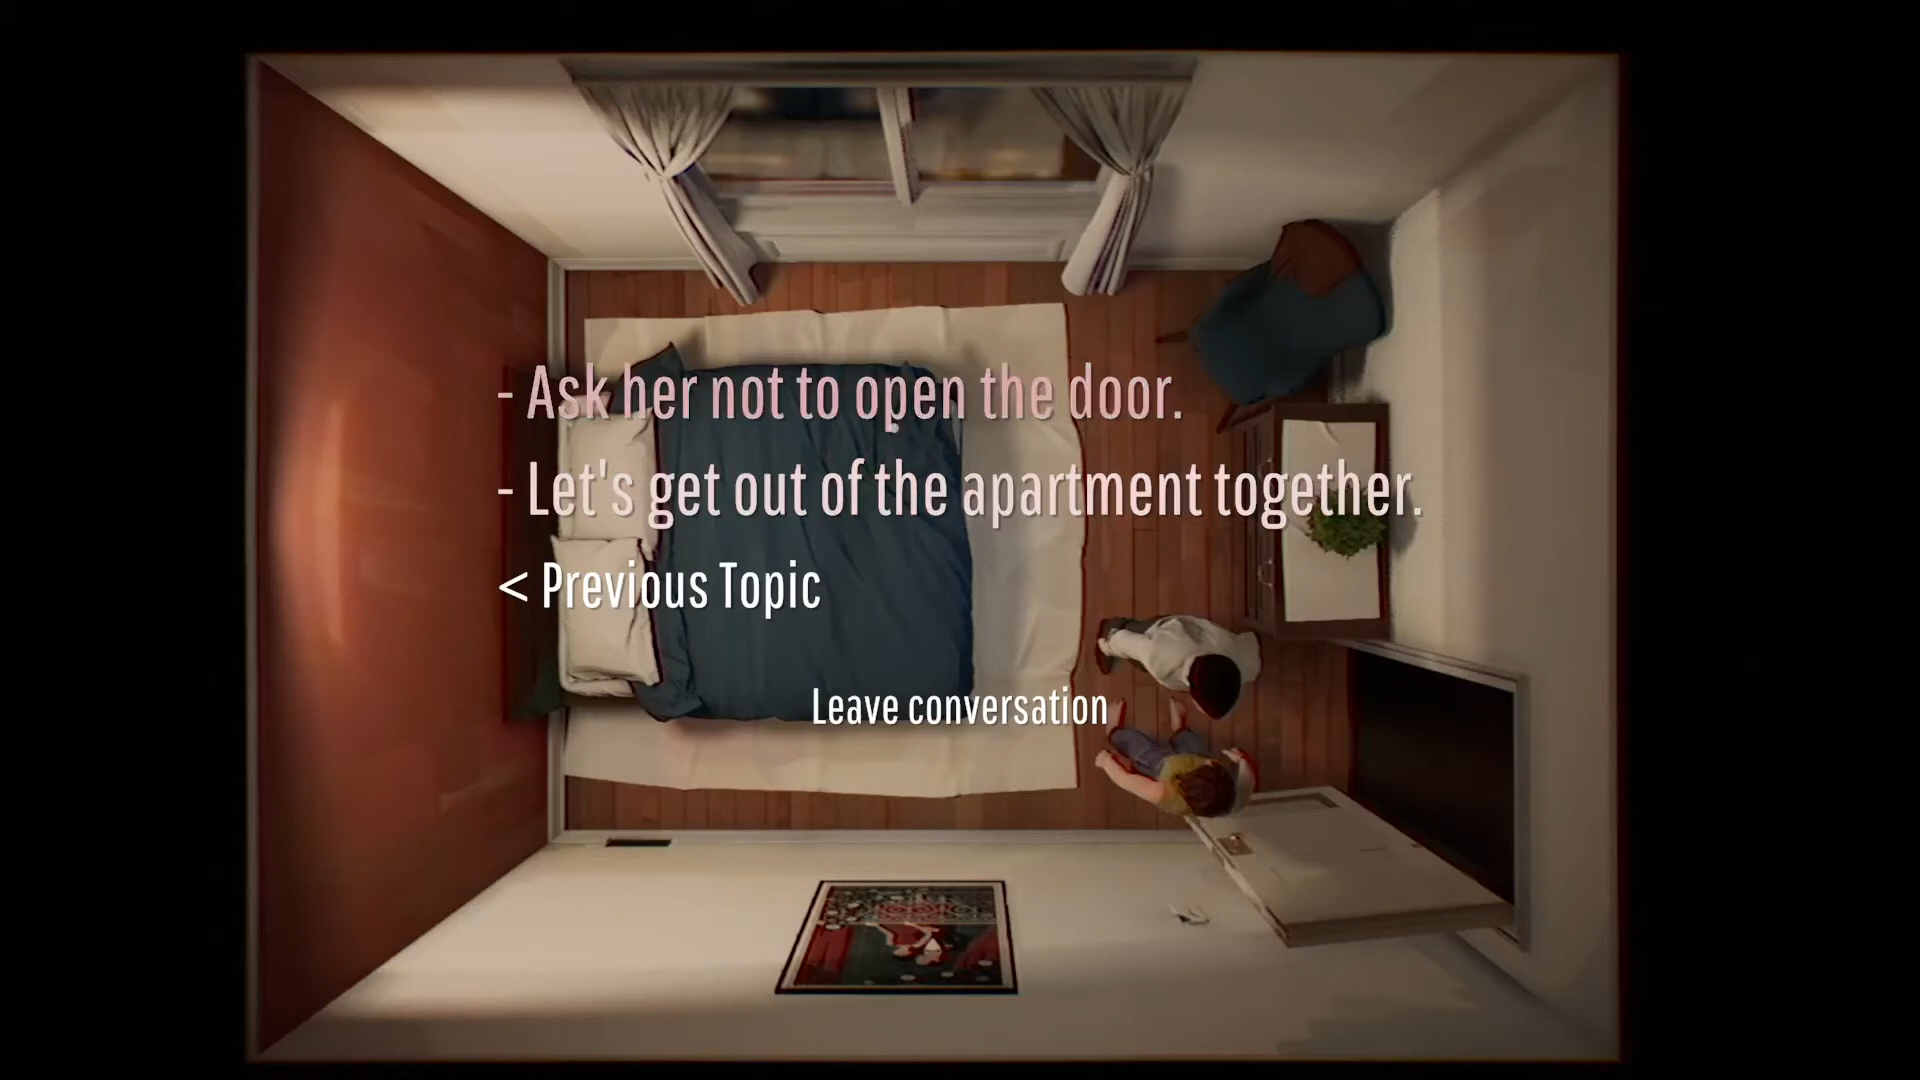 - Ask her not to open the door.
- Let's get out of the apartment together.
< Previous Topic
Leave conversation